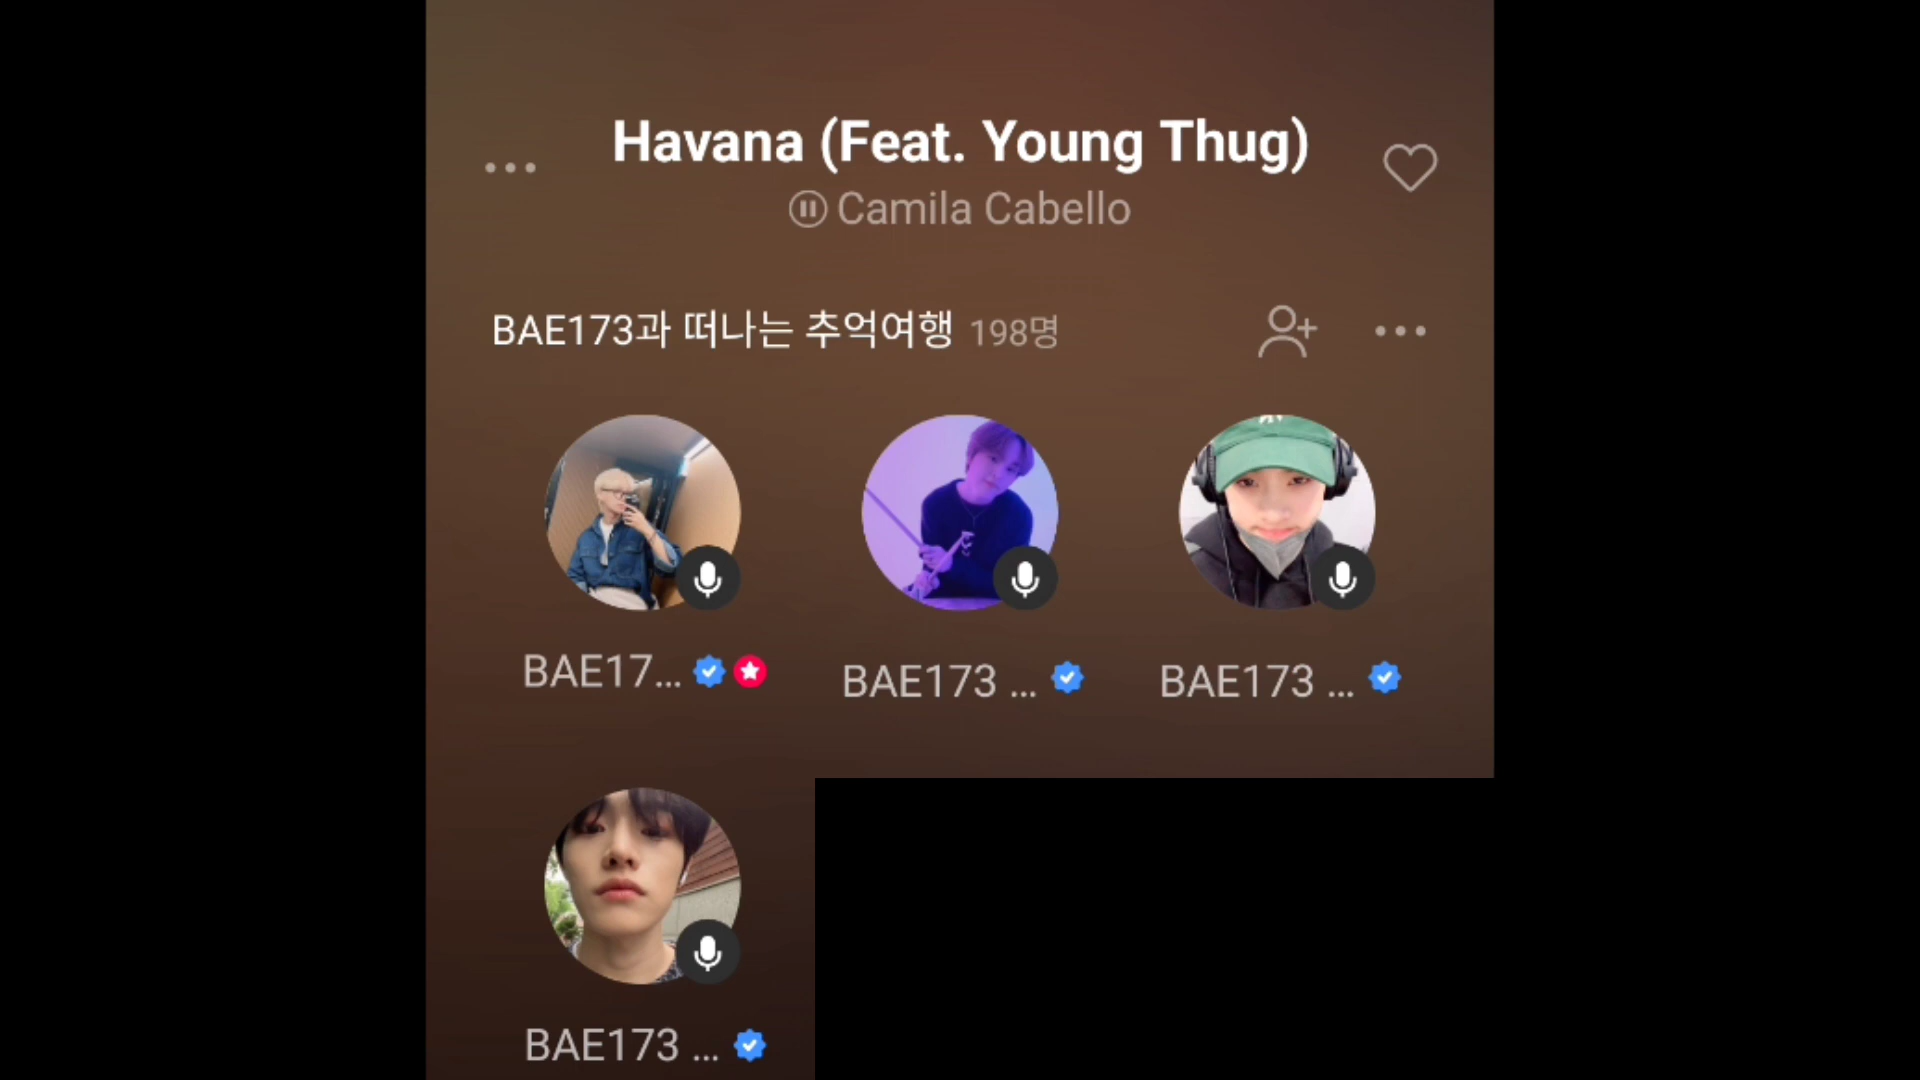 Havana (Feat. Young Thug)
Camila Cabello
BAE173과 떠나는 추억여행 198명
BAE17...
BAE173 ...
BAE173 ...
BAE173 ...